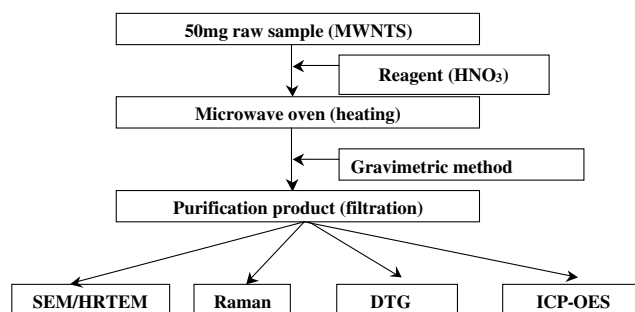 50mg raw sample (MWNTS)
Reagent (HNO₃)
Microwave oven (heating)
Gravimetric method
Purification product (filtration)
SEM/HRTEM
Raman
DTG
ICP-OES